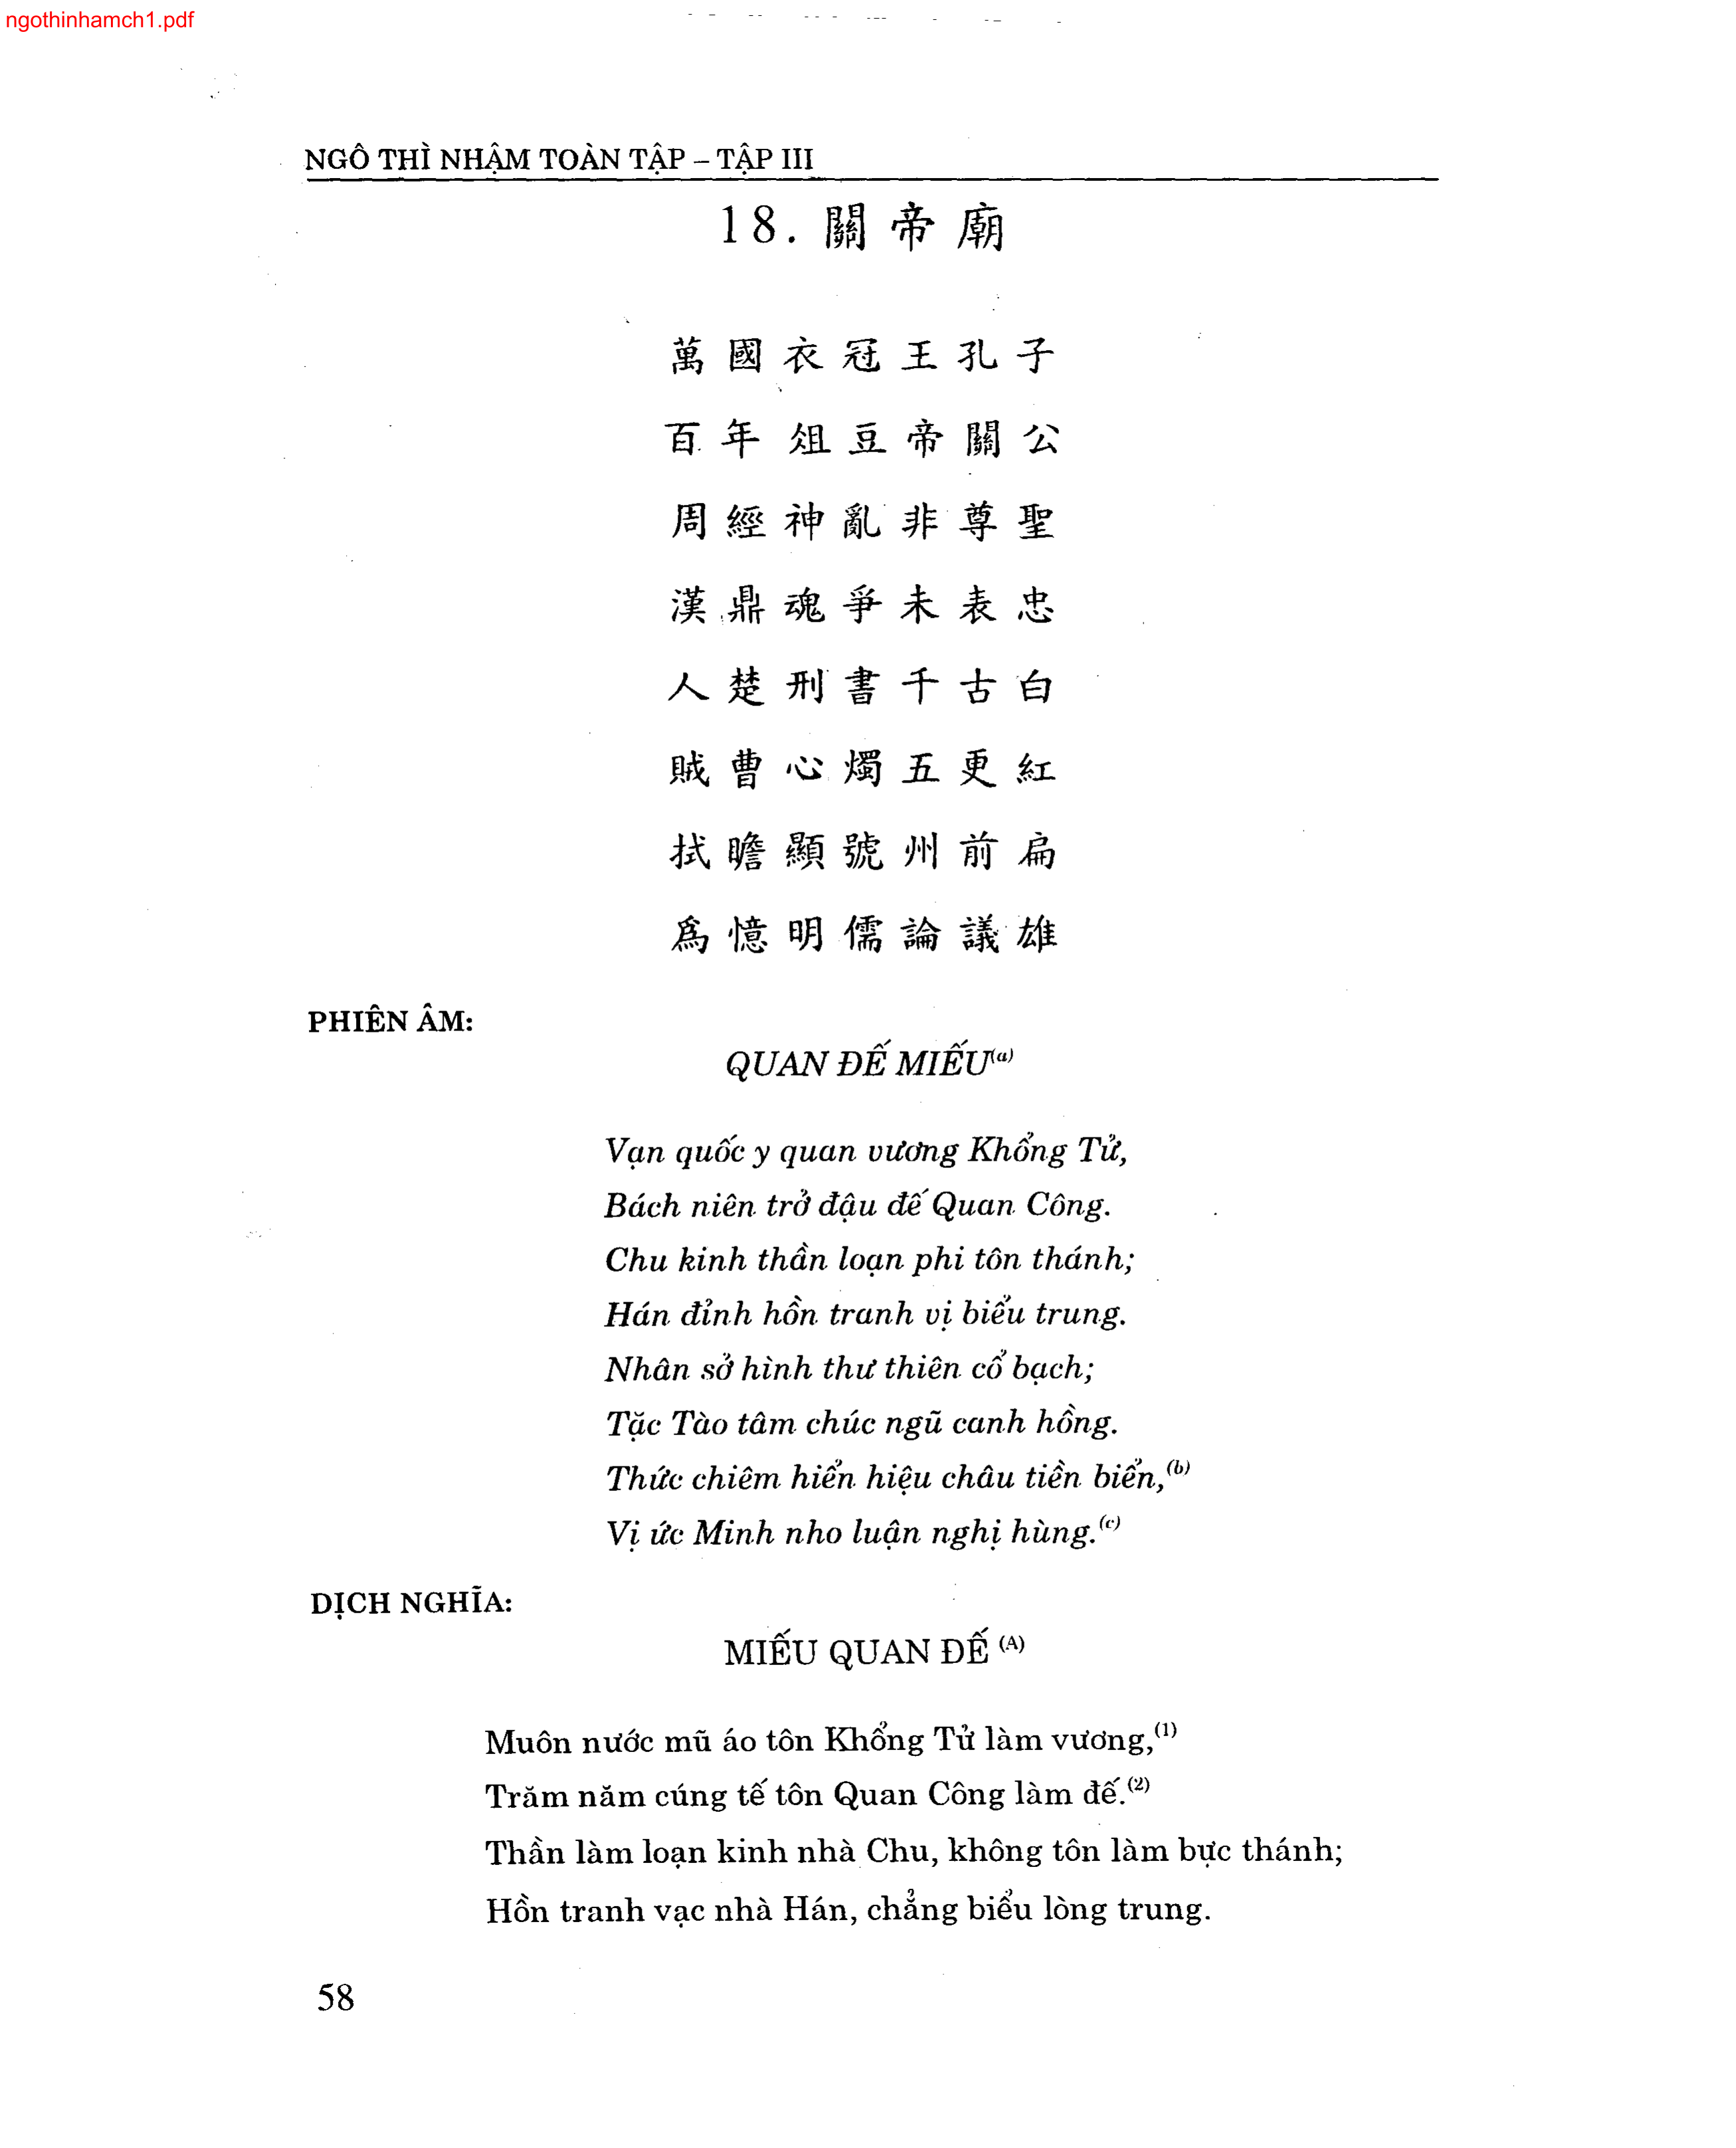 ngothinhamch1.pdf
NGÔ THÌ NHẬM TOÀN TẬP – TẬP III
18. 關帝廟
萬國衣冠王孔子
百年俎豆帝關公
周經神亂非尊聖
漢鼎魂爭未表忠
人楚刑書千古白
賊曹心燭五更紅
拭瞻顯號州前扁
爲憶明儒論議雄
PHIÊN ÂM:
QUAN ĐẾ MIẾU(a)
Vạn quốc y quan vương Khổng Tử,
Bách niên trở đậu đế Quan Công.
Chu kinh thần loạn phi tôn thánh;
Hán đỉnh hồn tranh vị biểu trung.
Nhân sở hình thư thiên cổ bạch;
Tặc Tào tâm chúc ngũ canh hồng.
Thức chiêm hiển hiệu châu tiền biển,(b)
Vị ức Minh nho luận nghị hùng.(c)
DỊCH NGHĨA:
MIẾU QUAN ĐẾ (A)
Muôn nước mũ áo tôn Khổng Tử làm vương,(1)
Trăm năm cúng tế tôn Quan Công làm đế.(2)
Thần làm loạn kinh nhà Chu, không tôn làm bực thánh;
Hồn tranh vạc nhà Hán, chẳng biểu lòng trung.
58